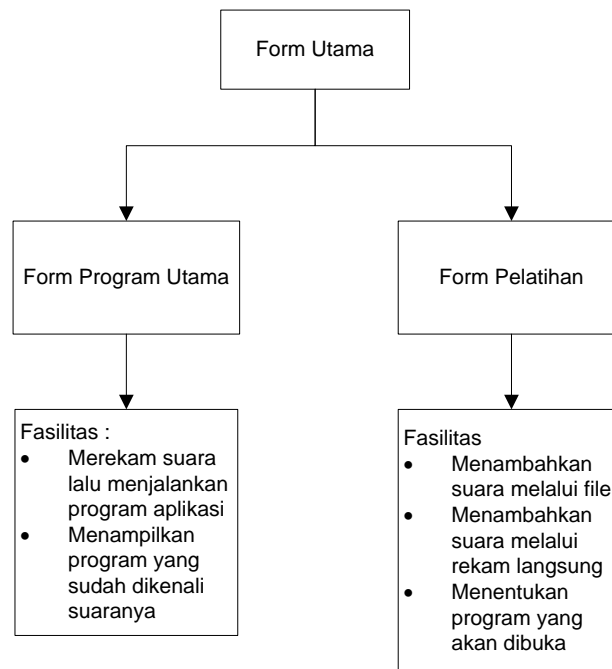 Form Utama
Form Program Utama
Form Pelatihan
Fasilitas :
• Merekam suara
lalu menjalankan
program aplikasi
• Menampilkan
program yang
sudah dikenali
suaranya
Fasilitas
• Menambahkan
suara melalui file
• Menambahkan
suara melalui
rekam langsung
• Menentukan
program yang
akan dibuka